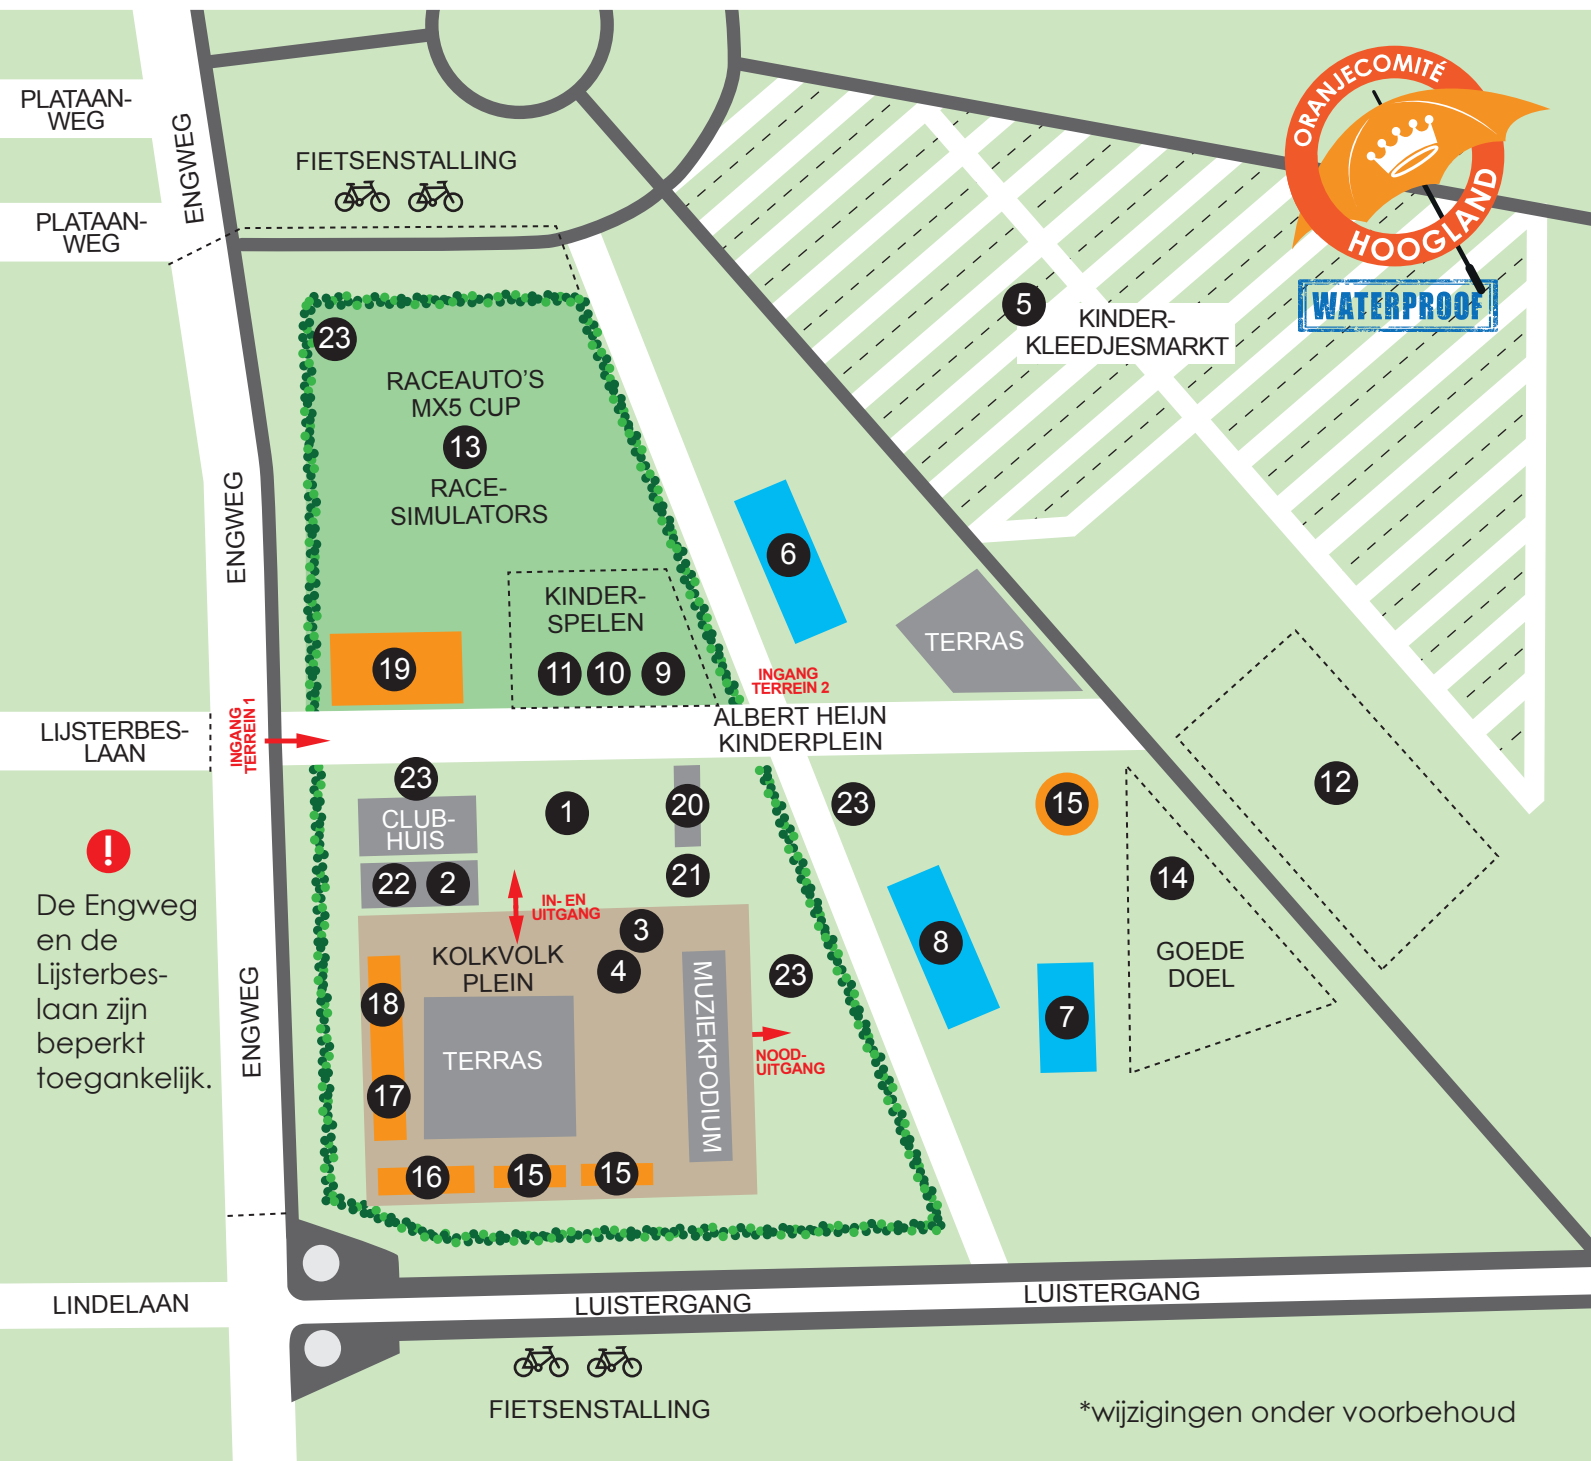 PLATAAN-
WEG
ENGWEG
FIETSENSTALLING
PLATAAN-
WEG
ORANJECOMITÉ
HOOGLAND
WATERPROOF
5
KINDER-
KLEEDJESMARKT
23
RACEAUTO'S
MX5 CUP
13
RACE-
SIMULATORS
ENGWEG
6
KINDER-
SPELEN
11 10 9
19
TERRAS
INGANG
TERREIN 2
INGANG
TERREIN 1
LIJSTERBES-
LAAN
ALBERT HEIJN
KINDERPLEIN
12
23
CLUB-
HUIS
1
20
23
15
!
De Engweg
en de
Lijsterbes-
laan zijn
beperkt
toegankelijk.
22 2
21
14
IN- EN
UITGANG
3
KOLKVOLK
PLEIN
4
23
8
GOEDE
DOEL
ENGWEG
18
MUZIEKPODIUM
7
TERRAS
NOOD-
UITGANG
17
16 15 15
LINDELAAN
LUISTERGANG
LUISTERGANG
FIETSENSTALLING
*wijzigingen onder voorbehoud